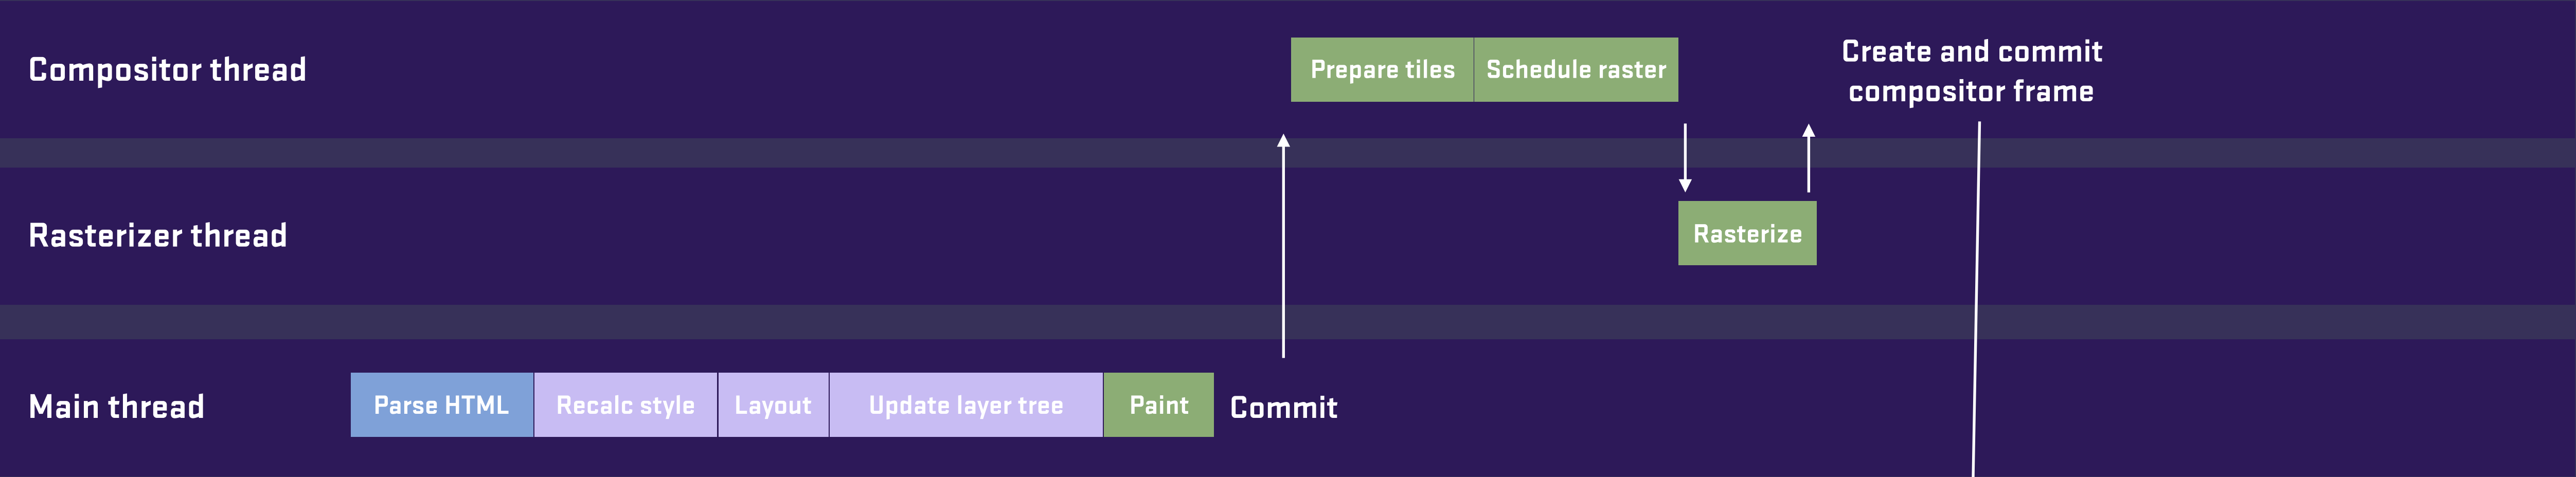 Compositor thread
Prepare tiles
Schedule raster
Create and commit
compositor frame
Rasterizer thread
Rasterize
Main thread
Parse HTML
Recalc style
Layout
Update layer tree
Paint
Commit